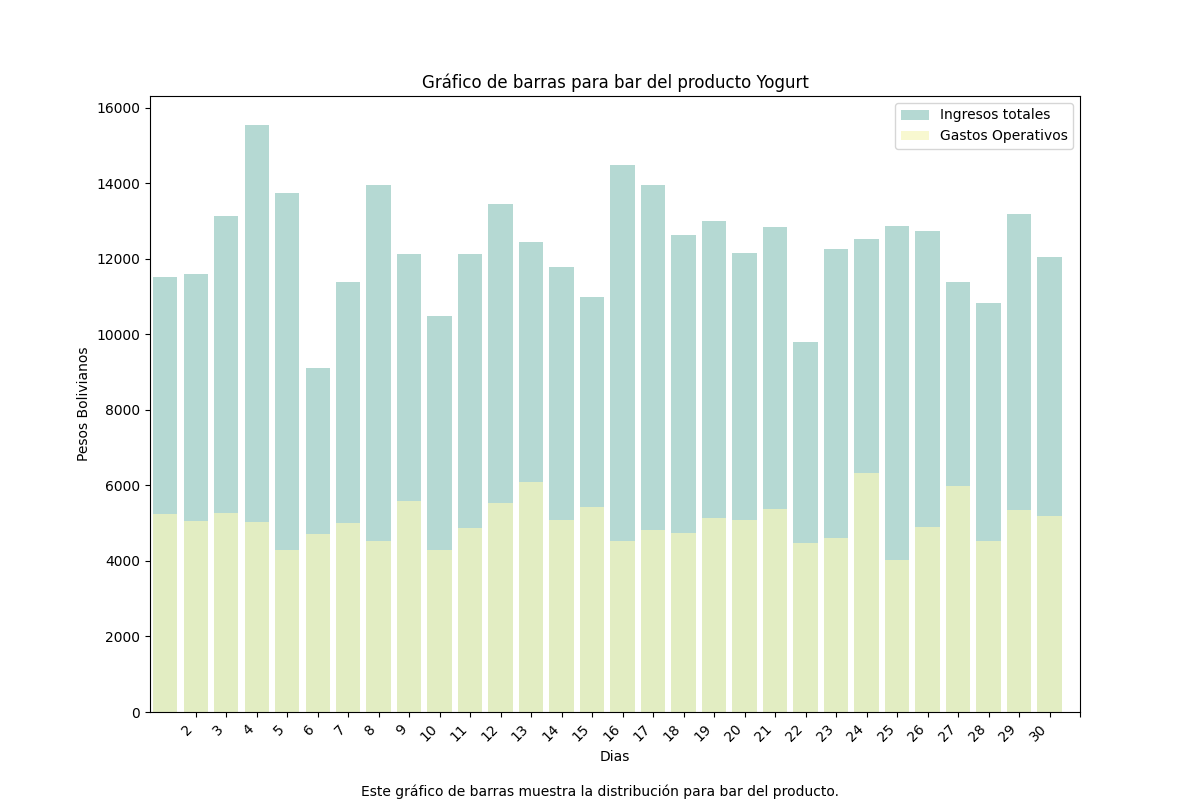 Gráfico de barras para bar del producto Yogurt
Ingresos totales
Gastos Operativos
16000
14000
12000
10000
8000
6000
4000
2000
0
Pesos Bolivianos
2 3 4 5 6 7 8 9 10 11 12 13 14 15 16 17 18 19 20 21 22 23 24 25 26 27 28 29 30
Dias
Este gráfico de barras muestra la distribución para bar del producto.